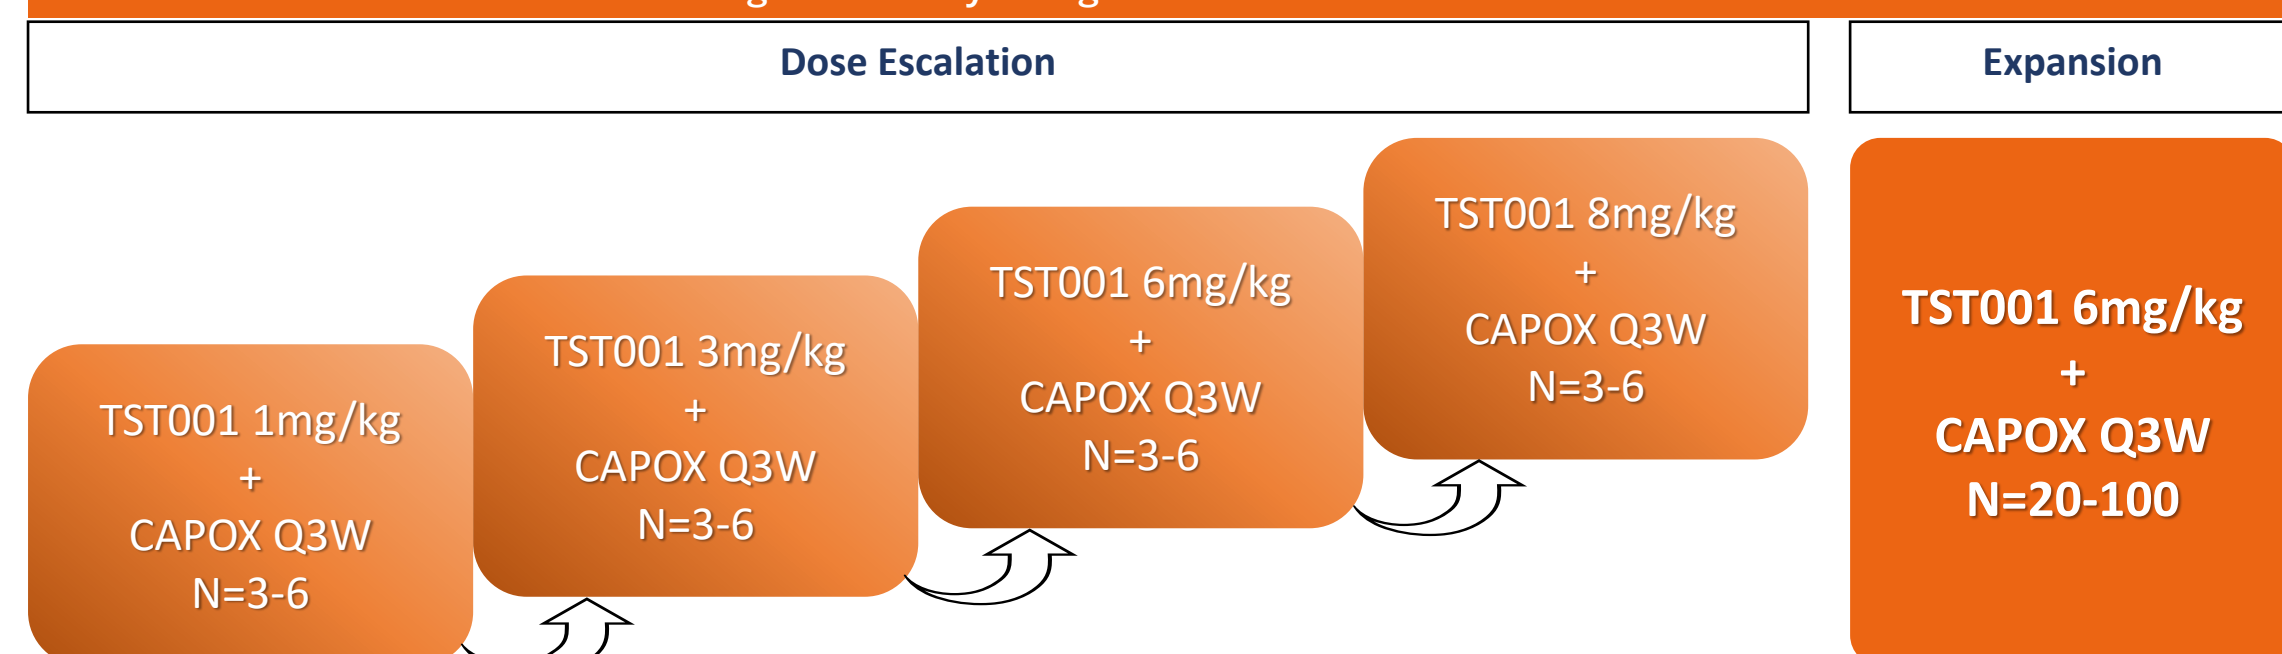 Dose Escalation
Expansion
TST001 1mg/kg
+
CAPOX Q3W
N=3-6
TST001 3mg/kg
+
CAPOX Q3W
N=3-6
TST001 6mg/kg
+
CAPOX Q3W
N=3-6
TST001 8mg/kg
+
CAPOX Q3W
N=3-6
TST001 6mg/kg
+
CAPOX Q3W
N=20-100